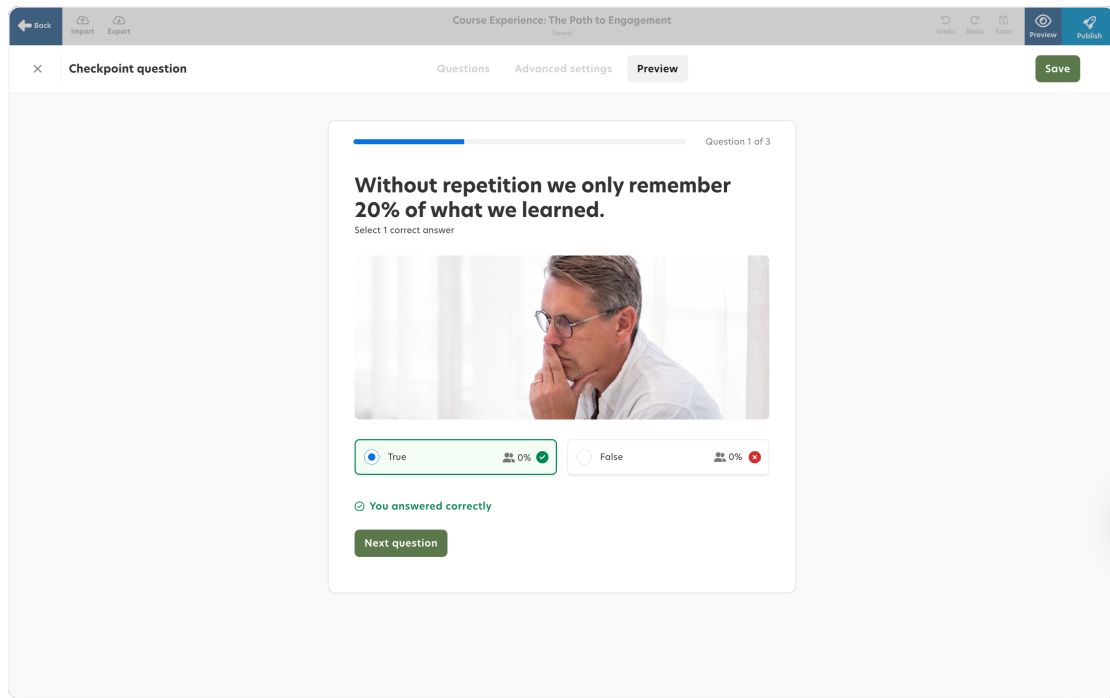 Back
Import
Export
Course Experience: The Path to Engagement
Saved
Undo
Redo
Save
Preview
Publish
Checkpoint question
Questions
Advanced settings
Preview
Save
Question 1 of 3
Without repetition we only remember
20% of what we learned.
Select 1 correct answer
True
0%
False
0%
You answered correctly
Next question